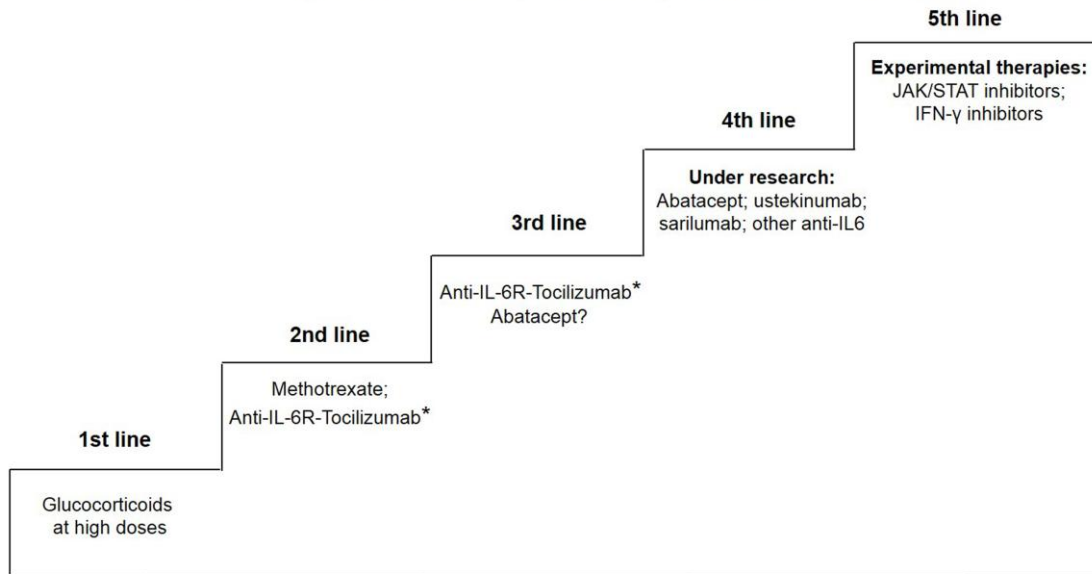 1st line
Glucocorticoids
at high doses
2nd line
Methotrexate;
Anti-IL-6R-Tocilizumab*
3rd line
Anti-IL-6R-Tocilizumab*
Abatacept?
4th line
Under research:
Abatacept; ustekinumab;
sarilumab; other anti-IL6
5th line
Experimental therapies:
JAK/STAT inhibitors;
IFN-γ inhibitors